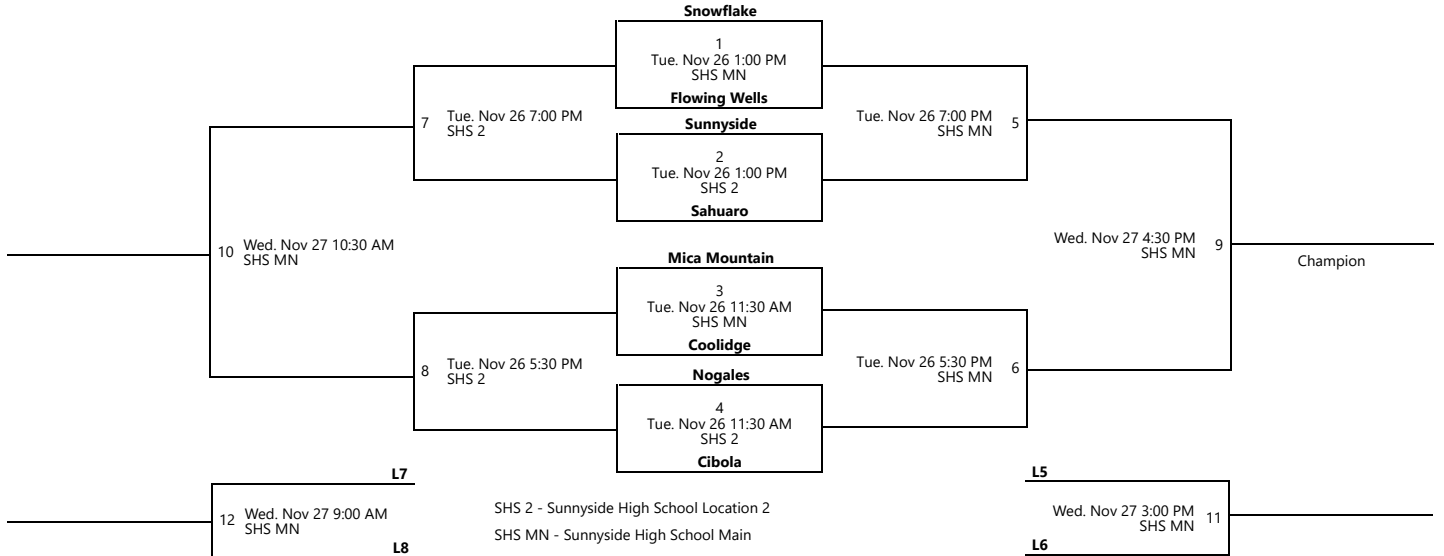 Snowflake
1
Tue. Nov 26 1:00 PM
SHS MN
Flowing Wells
7
Tue. Nov 26 7:00 PM
SHS 2
Tue. Nov 26 7:00 PM
SHS MN
5
Sunnyside
2
Tue. Nov 26 1:00 PM
SHS 2
Sahuaro
10
Wed. Nov 27 10:30 AM
SHS MN
Wed. Nov 27 4:30 PM
SHS MN
9
Champion
Mica Mountain
3
Tue. Nov 26 11:30 AM
SHS MN
Coolidge
8
Tue. Nov 26 5:30 PM
SHS 2
Tue. Nov 26 5:30 PM
SHS MN
6
Nogales
4
Tue. Nov 26 11:30 AM
SHS 2
Cibola
L7
12
Wed. Nov 27 9:00 AM
SHS MN
L8
SHS 2 - Sunnyside High School Location 2
SHS MN - Sunnyside High School Main
L5
Wed. Nov 27 3:00 PM
SHS MN
11
L6